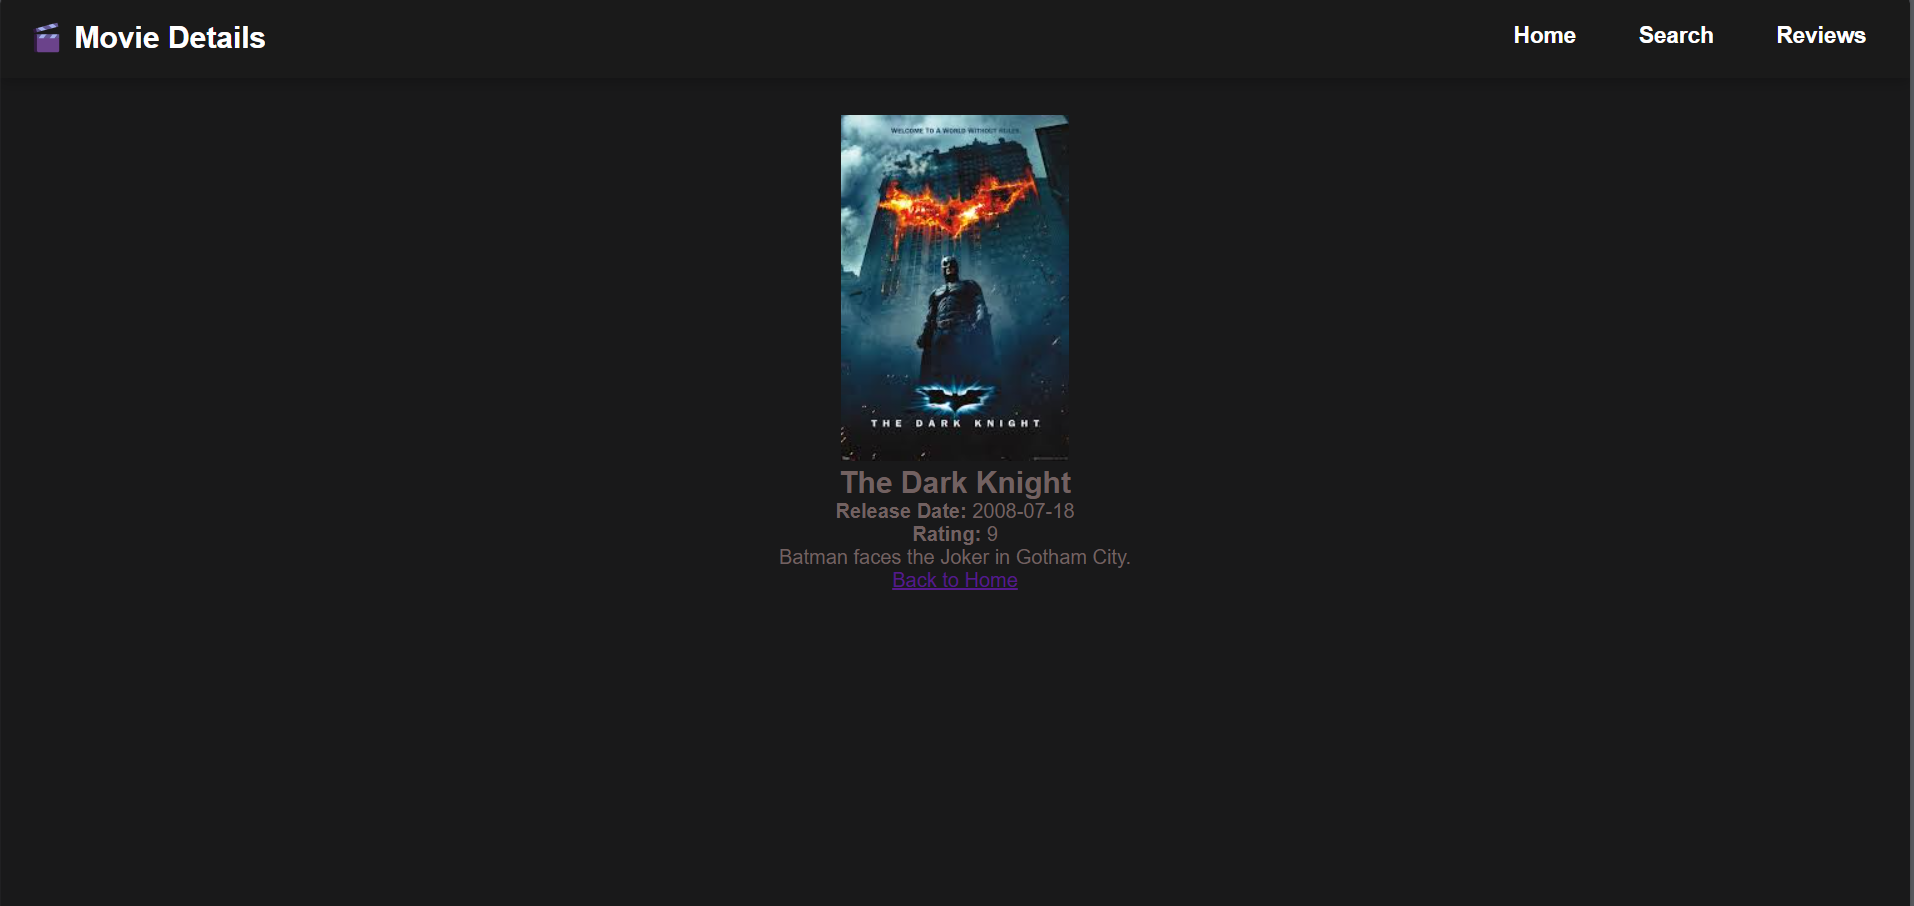 Movie Details
Home Search Reviews
WELCOME TO A WORLD WITHOUT RULES.
THE DARK KNIGHT
The Dark Knight
Release Date: 2008-07-18
Rating: 9
Batman faces the Joker in Gotham City.
Back to Home